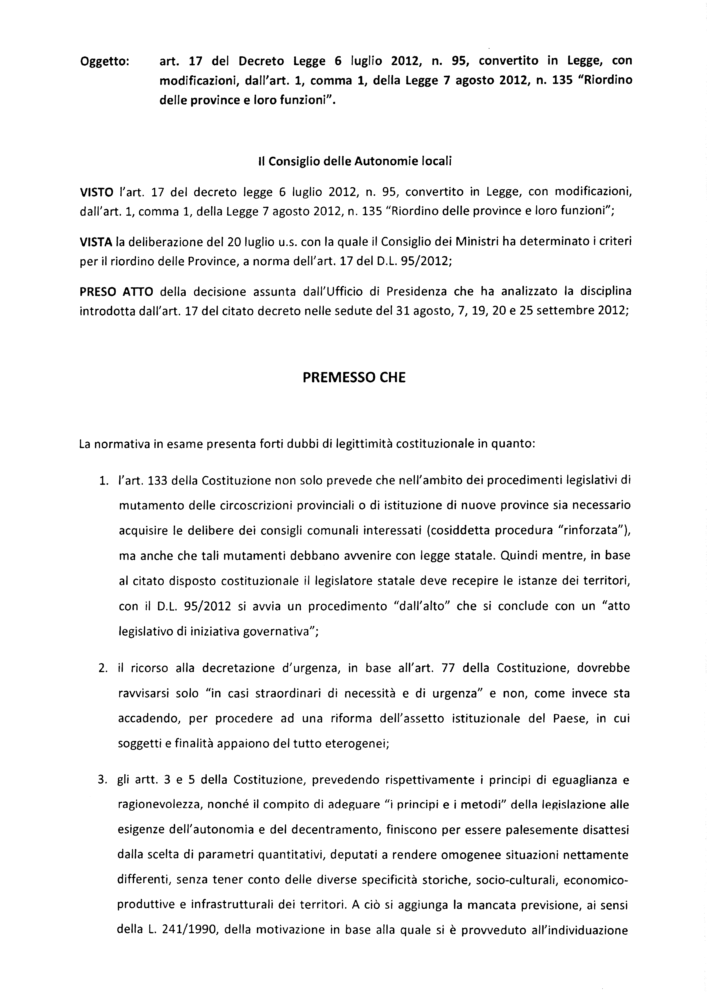 Oggetto: art. 17 del Decreto Legge 6 luglio 2012, n. 95, convertito in Legge, con
modificazioni, dall'art. 1, comma 1, della Legge 7 agosto 2012, n. 135 "Riordino
delle province e loro funzioni".
Il Consiglio delle Autonomie locali
VISTO l'art. 17 del decreto legge 6 luglio 2012, n. 95, convertito in Legge, con modificazioni,
dall'art. 1, comma 1, della Legge 7 agosto 2012, n. 135 "Riordino delle province e loro funzioni";
VISTA la deliberazione del 20 luglio u.s. con la quale il Consiglio dei Ministri ha determinato i criteri
per il riordino delle Province, a norma dell'art. 17 del D.L. 95/2012;
PRESO ATTO della decisione assunta dall'Ufficio di Presidenza che ha analizzato la disciplina
introdotta dall'art. 17 del citato decreto nelle sedute del 31 agosto, 7, 19, 20 e 25 settembre 2012;
PREMESSO CHE
La normativa in esame presenta forti dubbi di legittimità costituzionale in quanto:
1. l'art. 133 della Costituzione non solo prevede che nell'ambito dei procedimenti legislativi di
mutamento delle circoscrizioni provinciali o di istituzione di nuove province sia necessario
acquisire le delibere dei consigli comunali interessati (cosiddetta procedura "rinforzata"),
ma anche che tali mutamenti debbano avvenire con legge statale. Quindi mentre, in base
al citato disposto costituzionale il legislatore statale deve recepire le istanze dei territori,
con il D.L. 95/2012 si avvia un procedimento "dall'alto" che si conclude con un "atto
legislativo di iniziativa governativa";
2. il ricorso alla decretazione d'urgenza, in base all'art. 77 della Costituzione, dovrebbe
ravvisarsi solo "in casi straordinari di necessità e di urgenza" e non, come invece sta
accadendo, per procedere ad una riforma dell'assetto istituzionale del Paese, in cui
soggetti e finalità appaiono del tutto eterogenei;
3. gli artt. 3 e 5 della Costituzione, prevedendo rispettivamente i principi di eguaglianza e
ragionevolezza, nonché il compito di adeguare "i principi e i metodi" della legislazione alle
esigenze dell'autonomia e del decentramento, finiscono per essere palesemente disattesi
dalla scelta di parametri quantitativi, deputati a rendere omogenee situazioni nettamente
differenti, senza tener conto delle diverse specificità storiche, socio-culturali, economico-
produttive e infrastrutturali dei territori. A ciò si aggiunga la mancata previsione, ai sensi
della L. 241/1990, della motivazione in base alla quale si è provveduto all'individuazione